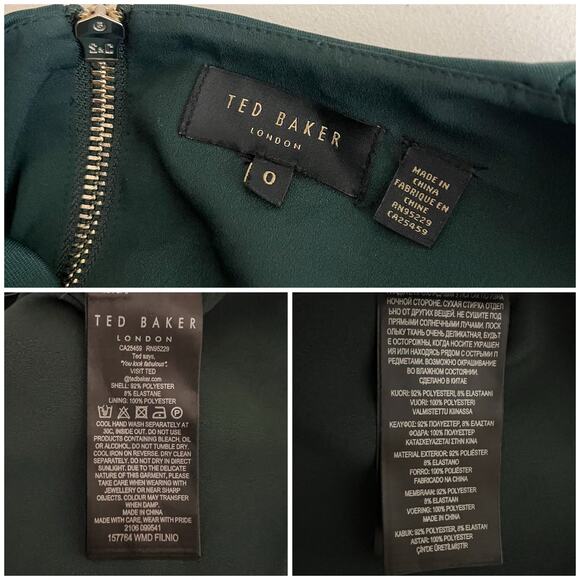 S&C
TED BAKER
LONDON
0
MADE IN
CHINA
FABRIQUE EN
CHINE
RN95229
CA25459
TED BAKER
LONDON
CA25459 RN95229
Ted says,
"You look fabulous".
VISIT TED
@tedbaker.com
SHELL: 92% POLYESTER
8% ELASTANE
LINING: 100% POLYESTER
COOL HAND WASH SEPARATELY AT
30C, INSIDE OUT. DO NOT USE
PRODUCTS CONTAINING BLEACH, OIL
OR ALCOHOL. DO NOT TUMBLE DRY.
COOL IRON ON REVERSE. DRY CLEAN
SEPARATELY. DO NOT DRY IN DIRECT
SUNLIGHT. DUE TO THE DELICATE
NATURE OF THIS GARMENT, PLEASE
TAKE CARE WHEN WEARING WITH
JEWELLERY OR NEAR SHARP
OBJECTS. COLOUR MAY TRANSFER
WHEN DAMP.
MADE IN CHINA
MADE WITH CARE, WEAR WITH PRIDE
2106 099541
157764 WMD FILNIO
НОЧНОЙ СТОРОНЕ. СУХАЯ СТИРКА ОТДЕЛЬ
НО ОТ ДРУГИХ ВЕЩЕЙ. НЕ СУШИТЕ ПОД
ПРЯМЫМИ СОЛНЕЧНЫМИ ЛУЧАМИ. ПОСК
ОЛЬКУ ТКАНЬ ОЧЕНЬ ДЕЛИКАТНАЯ, БУДЬТ
Е ОСТОРОЖНЫ, КОГДА НОСИТЕ УКРАШЕН
ИЯ ИЛИ НАХОДЯСЬ РЯДОМ С ОСТРЫМИ П
РЕДМЕТАМИ. ВОЗМОЖНО ОКРАШИВАНИЕ
ВО ВЛАЖНОМ СОСТОЯНИИ.
СДЕЛАНО В КИТАЕ
KUORI: 92% POLYESTERI, 8% ELASTAANI
VUORI: 100% POLYESTERI
VALMISTETTU KIINASSA
ΚΕΛΥΦΟΣ: 92% ΠΟΛΥΕΣΤΕΡ, 8% ΕΛΑΣΤΑΝ
ΦΟΔΡΑ: 100% ΠΟΛΥΕΣΤΕΡ
ΚΑΤΑΣΚΕΥΑΖΕΤΑΙ ΣΤΗΝ ΚΙΝΑ
MATERIAL EXTERIOR: 92% POLIÉSTER
8% ELASTANO
FORRO: 100% POLIÉSTER
FABRICADO NA CHINA
MEMBRAAN: 92% POLYESTER
8% ELASTAAN
VOERING: 100% POLYESTER
MADE IN CHINA
KABUK: 92% POLYESTER, 8% ELASTAN
ASTAR: 100% POLYESTER
ÇİN'DE ÜRETİLMİŞTİR